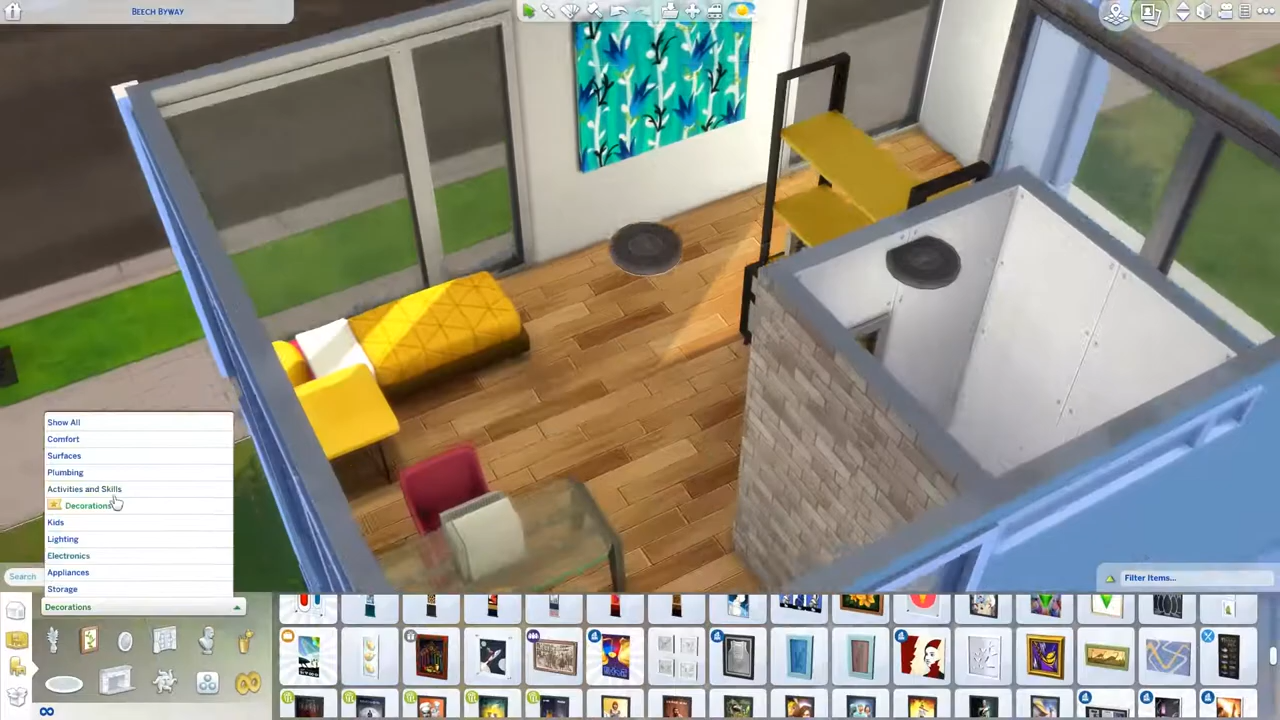 BEECH BYWAY
Show All
Comfort
Surfaces
Plumbing
Activities and Skills
Decorations
Kids
Lighting
Electronics
Appliances
Storage
Search
Decorations
Filter Items...